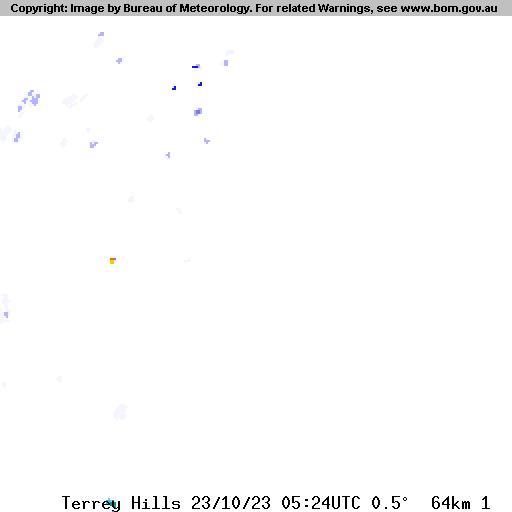 Copyright: Image by Bureau of Meteorology. For related Warnings, see www.bom.gov.au
Terrey Hills 23/10/23 05:24UTC 0.5° 64km 1